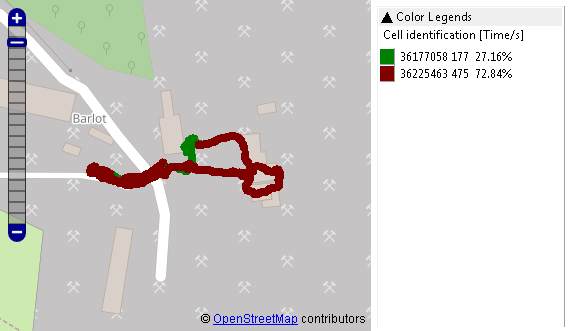 Barlot
© OpenStreetMap contributors
Color Legends
Cell identification [Time/s]
36177058 177 27.16%
36225463 475 72.84%